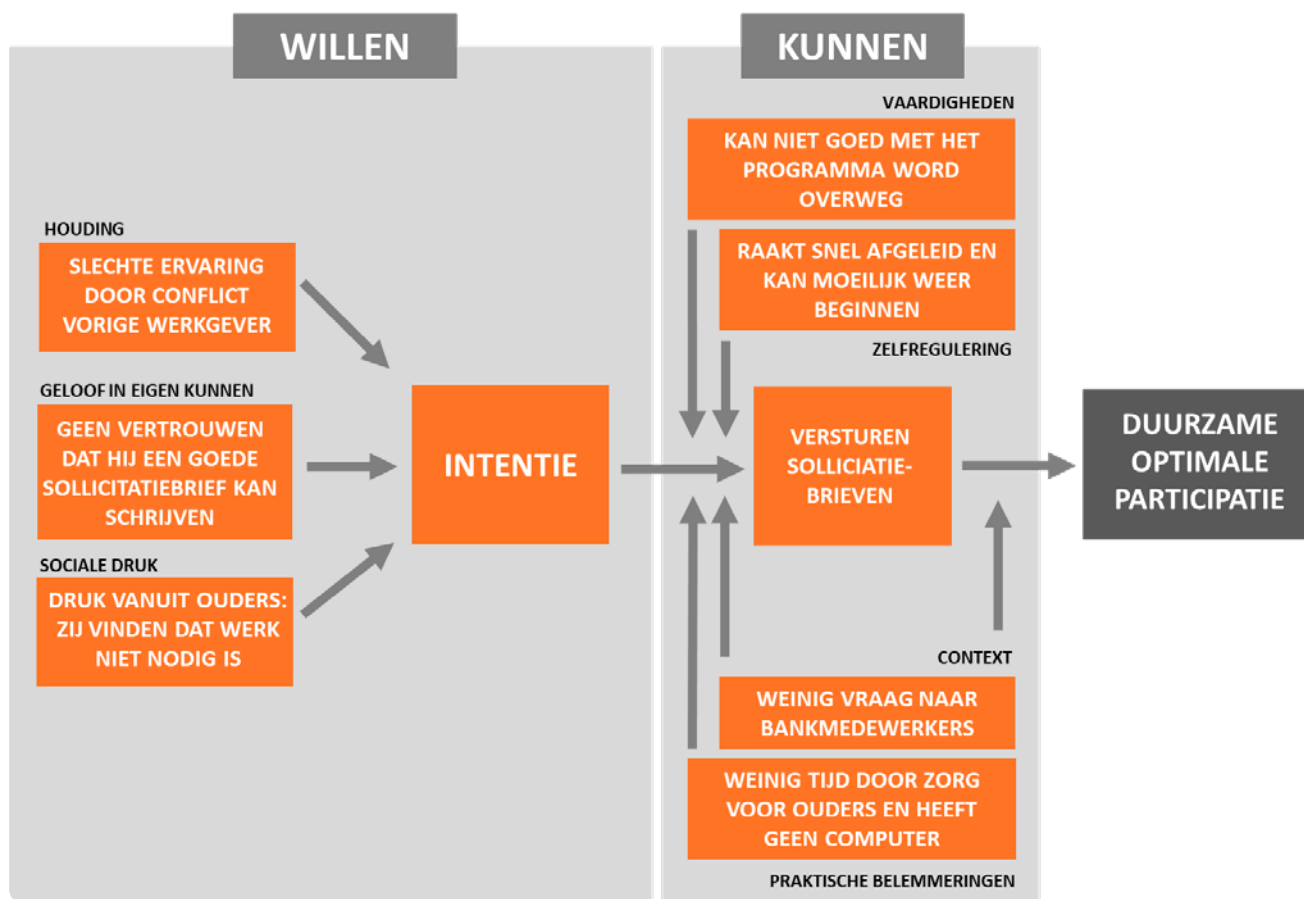 WILLEN
HOUDING
SLECHTE ERVARING
DOOR CONFLICT
VORIGE WERKGEVER
GELOOF IN EIGEN KUNNEN
GEEN VERTROUWEN
DAT HIJ EEN GOEDE
SOLLICITATIEBRIEF KAN
SCHRIJVEN
SOCIALE DRUK
DRUK VANUIT OUDERS:
ZIJ VINDEN DAT WERK
NIET NODIG IS
INTENTIE
KUNNEN
VAARDIGHEDEN
KAN NIET GOED MET HET
PROGRAMMA WORD
OVERWEG
RAAKT SNEL AFGELEID EN
KAN MOEILIJK WEER
BEGINNEN
ZELFREGULERING
VERSTUREN
SOLLICIATIE-
BRIEVEN
CONTEXT
WEINIG VRAAG NAAR
BANKMEDEWERKERS
WEINIG TIJD DOOR ZORG
VOOR OUDERS EN HEEFT
GEEN COMPUTER
PRAKTISCHE BELEMMERINGEN
DUURZAME
OPTIMALE
PARTICIPATIE